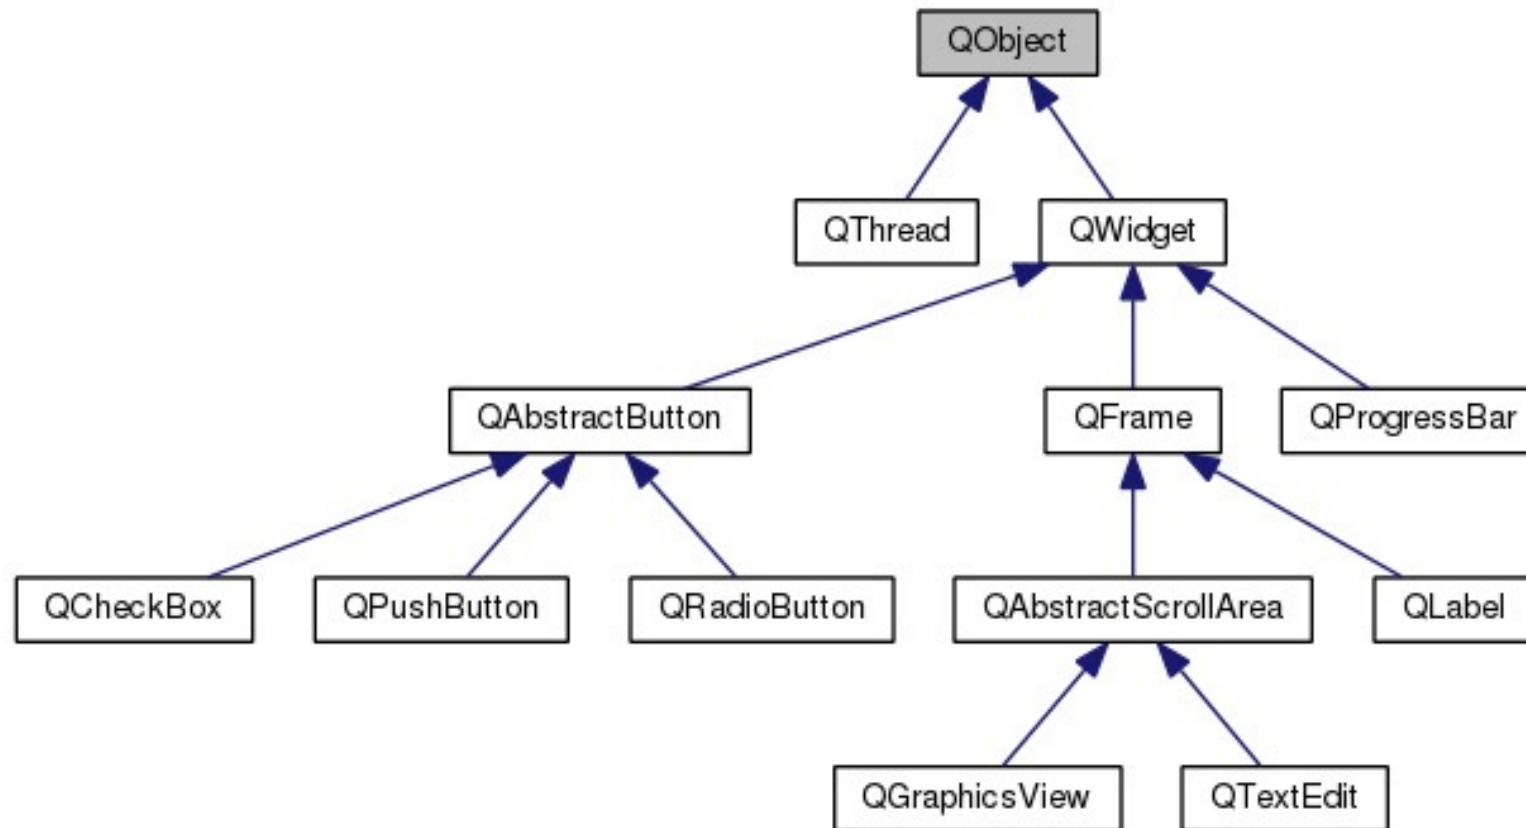 QObject
QThread
QWidget
QAbstractButton
QFrame
QProgressBar
QCheckBox
QPushButton
QRadioButton
QAbstractScrollArea
QLabel
QGraphicsView
QTextEdit